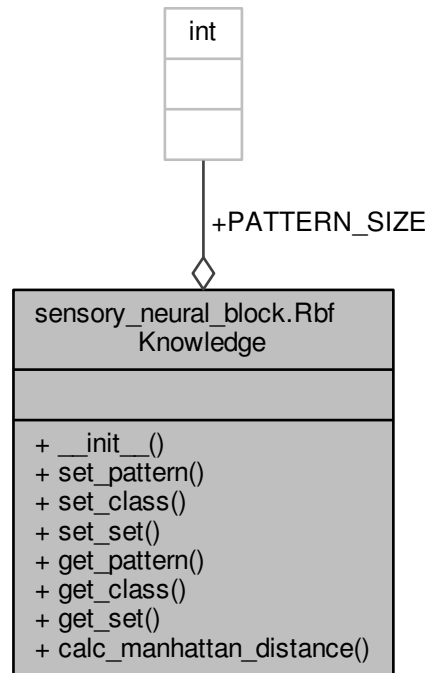 int
+PATTERN_SIZE
sensory_neural_block.Rbf
Knowledge
+ __init__()
+ set_pattern()
+ set_class()
+ set_set()
+ get_pattern()
+ get_class()
+ get_set()
+ calc_manhattan_distance()